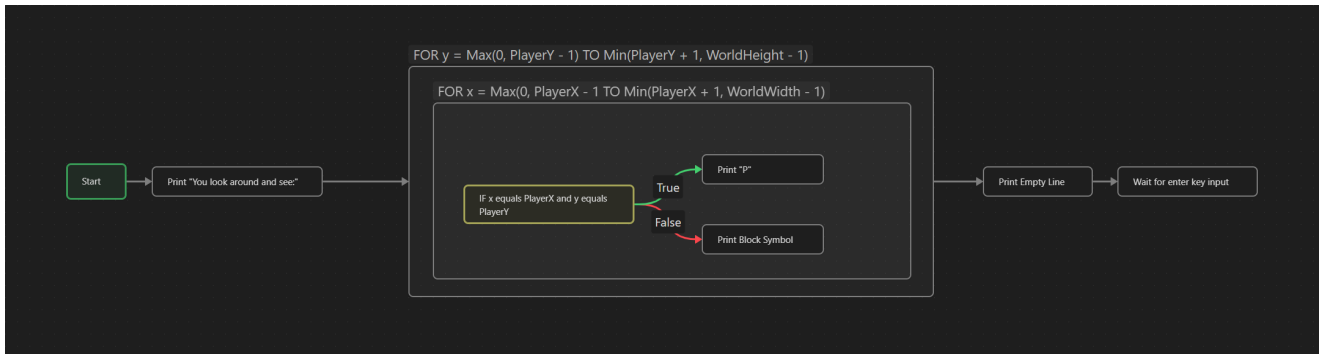 FOR y = Max(0, PlayerY - 1) TO Min(PlayerY + 1, WorldHeight - 1)
FOR x = Max(0, PlayerX - 1 TO Min(PlayerX + 1, WorldWidth - 1)
Start
Print "You look around and see:"
IF x equals PlayerX and y equals
PlayerY
True
False
Print "P"
Print Block Symbol
Print Empty Line
Wait for enter key input